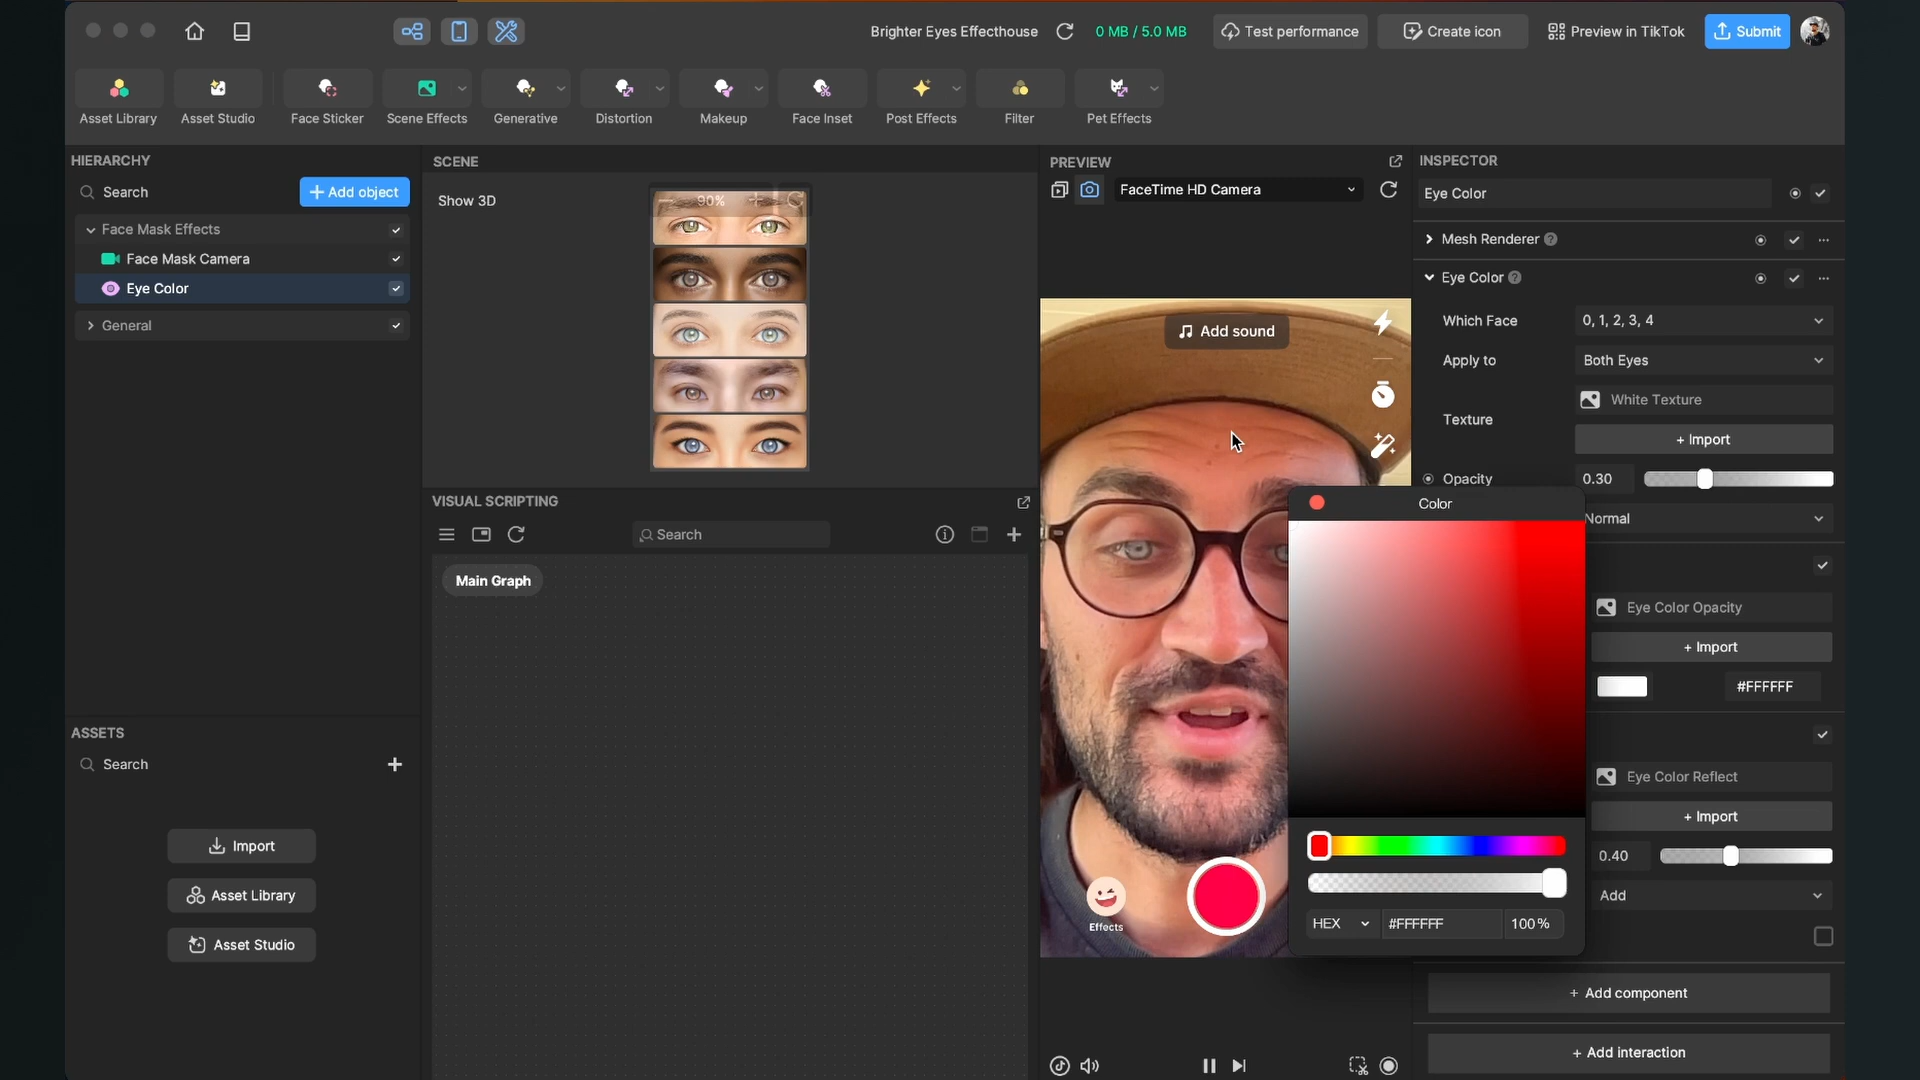 Brighter Eyes Effecthouse
0 MB / 5.0 MB
Test performance
Create icon
Preview in TikTok
Submit
Asset Library
Asset Studio
Face Sticker
Scene Effects
Generative
Distortion
Makeup
Face Inset
Post Effects
Filter
Pet Effects
HIERARCHY
Search
Add object
Face Mask Effects
Face Mask Camera
Eye Color
General
ASSETS
Search
Import
Asset Library
Asset Studio
SCENE
Show 3D
90%
VISUAL SCRIPTING
Search
Main Graph
PREVIEW
FaceTime HD Camera
Add sound
Effects
Color
HEX
#FFFFFF
100%
INSPECTOR
Eye Color
Mesh Renderer
Eye Color
Which Face
0, 1, 2, 3, 4
Apply to
Both Eyes
Texture
White Texture
+ Import
Opacity
0.30
Normal
Eye Color Opacity
+ Import
#FFFFFF
Eye Color Reflect
+ Import
0.40
Add
+ Add component
+ Add interaction